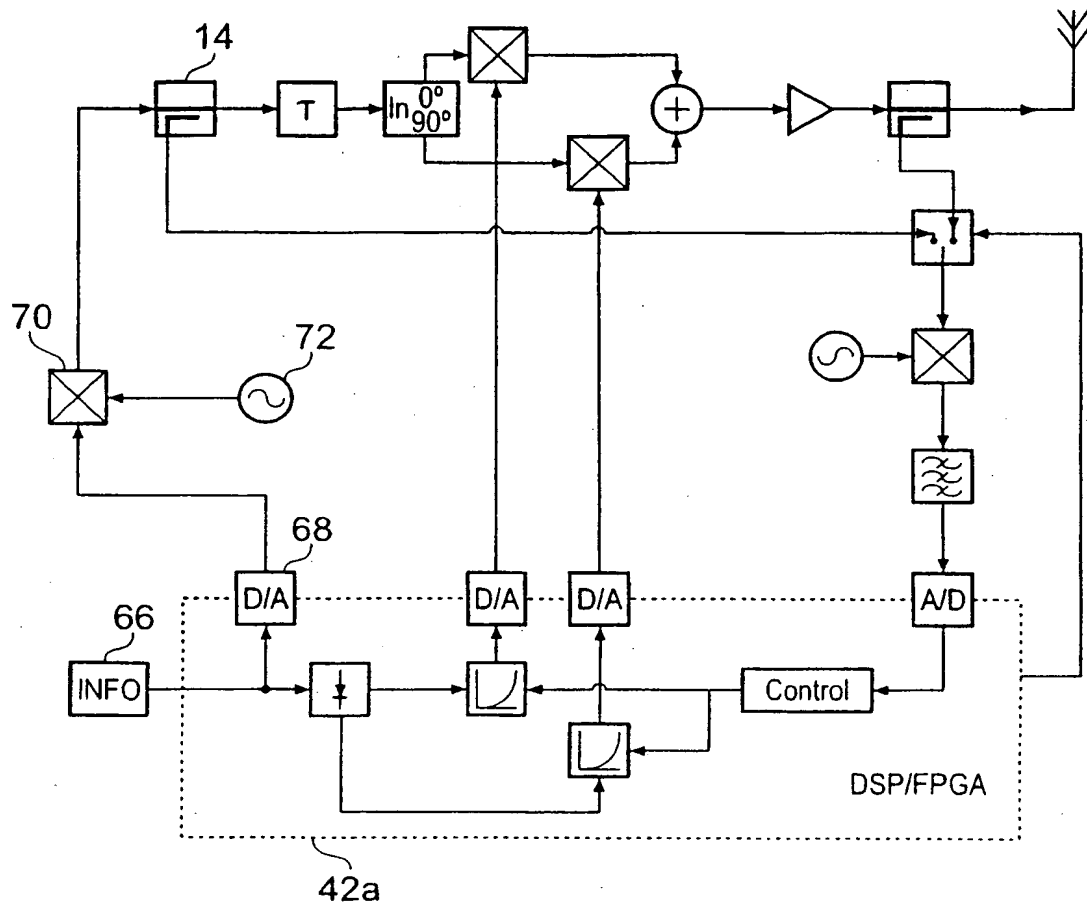 14
τ
In 0°
90°
70
72
68
D/A
D/A
D/A
A/D
66
INFO
Control
DSP/FPGA
42a